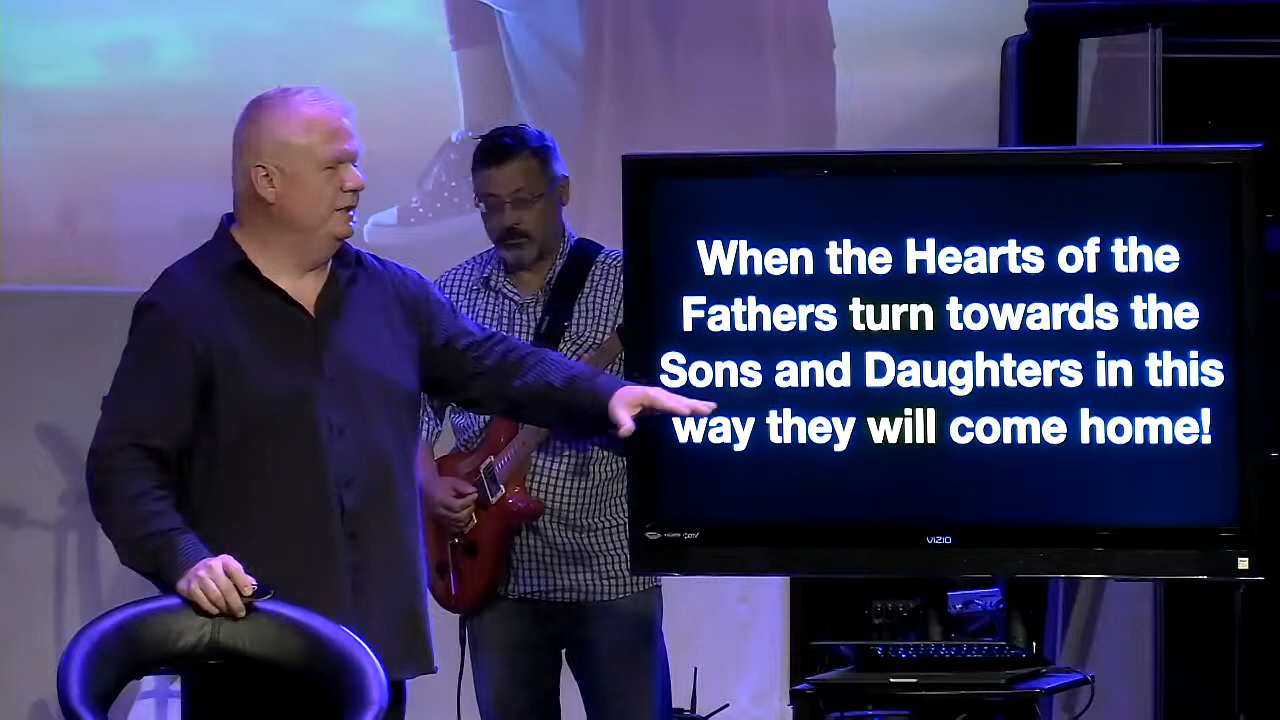 When the Hearts of the
Fathers turn towards the
Sons and Daughters in this
way they will come home!
VIZIO